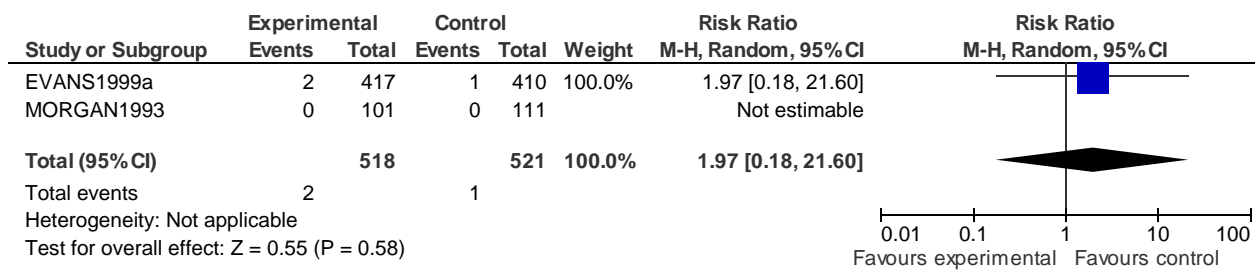 Experimental Control Risk Ratio Risk Ratio
Study or Subgroup Events Total Events Total Weight M-H, Random, 95% CI M-H, Random, 95% CI
EVANS1999a 2 417 1 410 100.0% 1.97 [0.18, 21.60]
MORGAN1993 0 101 0 111 Not estimable
Total (95% CI) 518 521 100.0% 1.97 [0.18, 21.60]
Total events 2 1
Heterogeneity: Not applicable
Test for overall effect: Z = 0.55 (P = 0.58)
0.01 0.1 1 10 100
Favours experimental Favours control